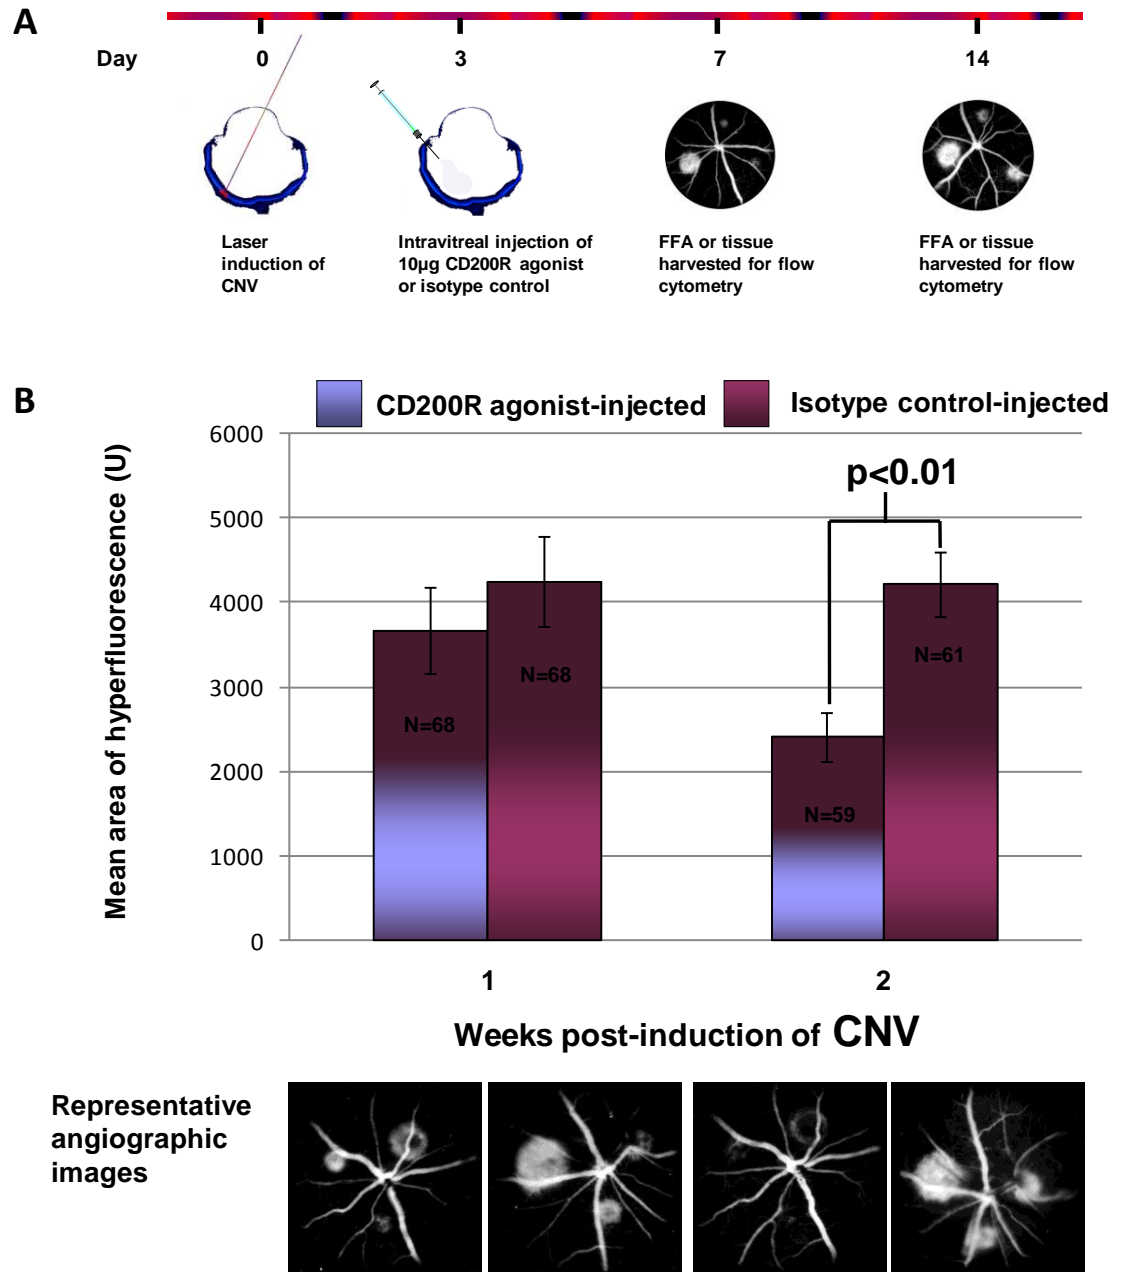 A
Day
0
3
7
14
Laser
induction of
CNV
Intravitreal injection of
10µg CD200R agonist
or isotype control
FFA or tissue
harvested for flow
cytometry
FFA or tissue
harvested for flow
cytometry
B
CD200R agonist-injected
Isotype control-injected
Mean area of hyperfluorescence (U)
6000
5000
4000
3000
2000
1000
0
p<0.01
N=68
N=68
N=59
N=61
1
2
Weeks post-induction of CNV
Representative
angiographic
images